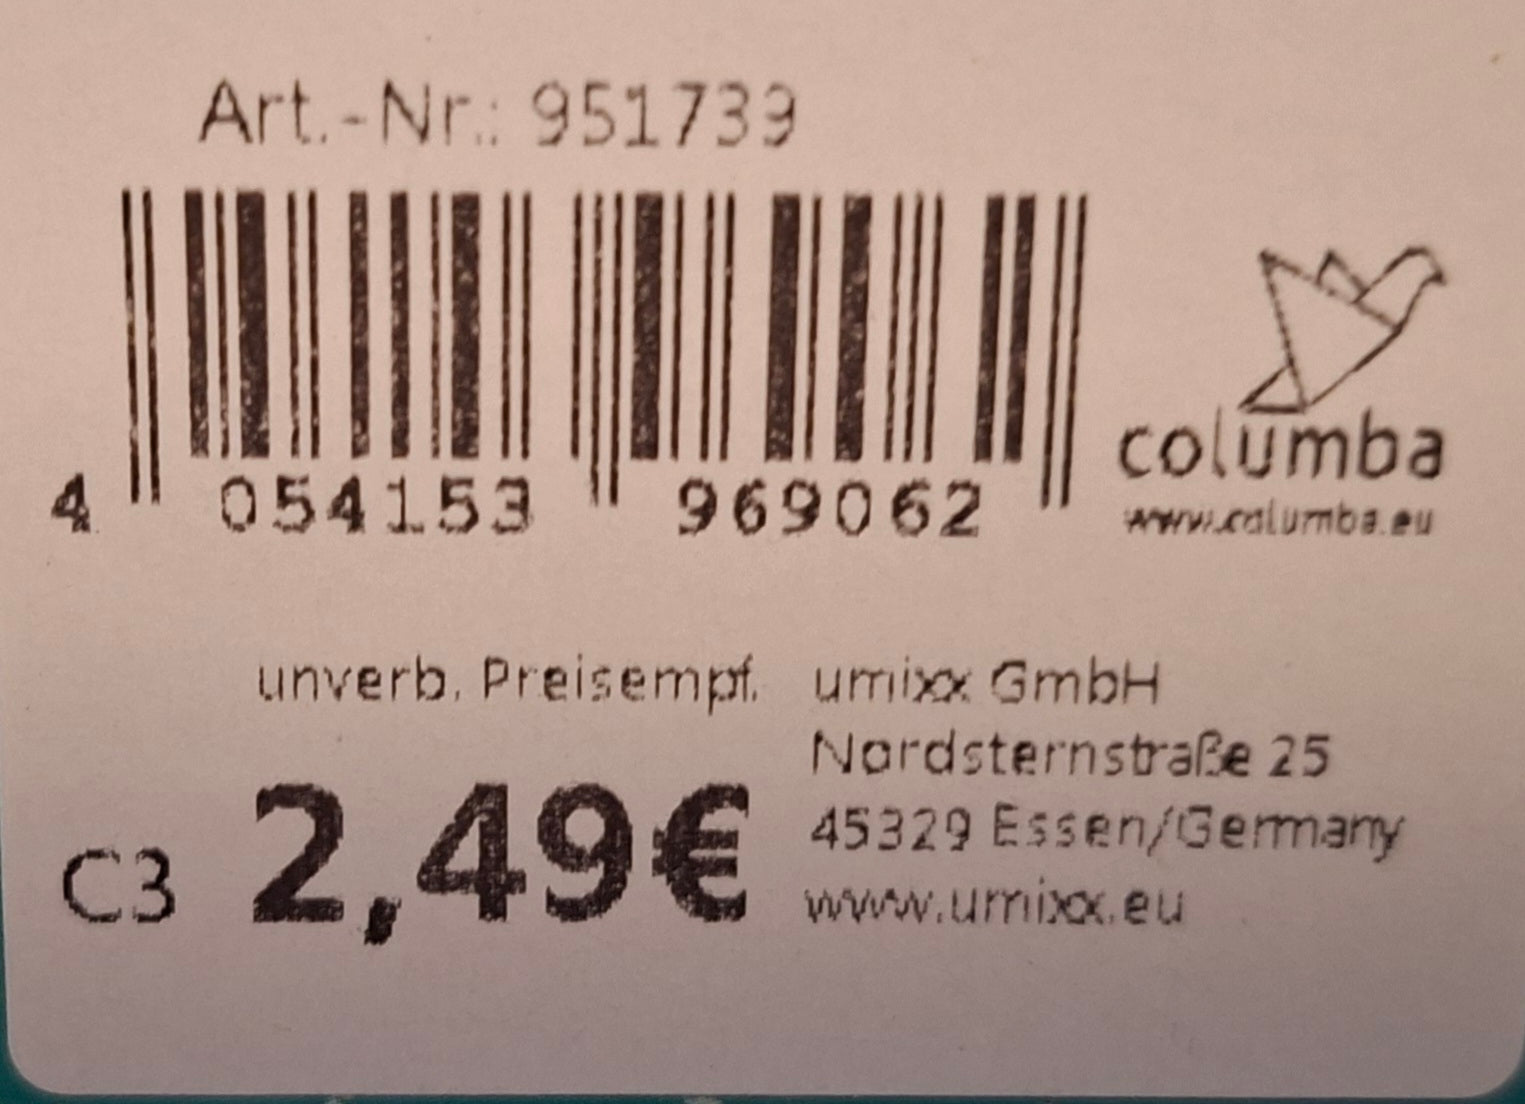 Art.-Nr.: 951739
4 054153 969062
columba
www.columba.eu
unverb. Preisempf.
C3 2,49€
umixx GmbH
Nordsternstraße 25
45329 Essen/Germany
www.umixx.eu